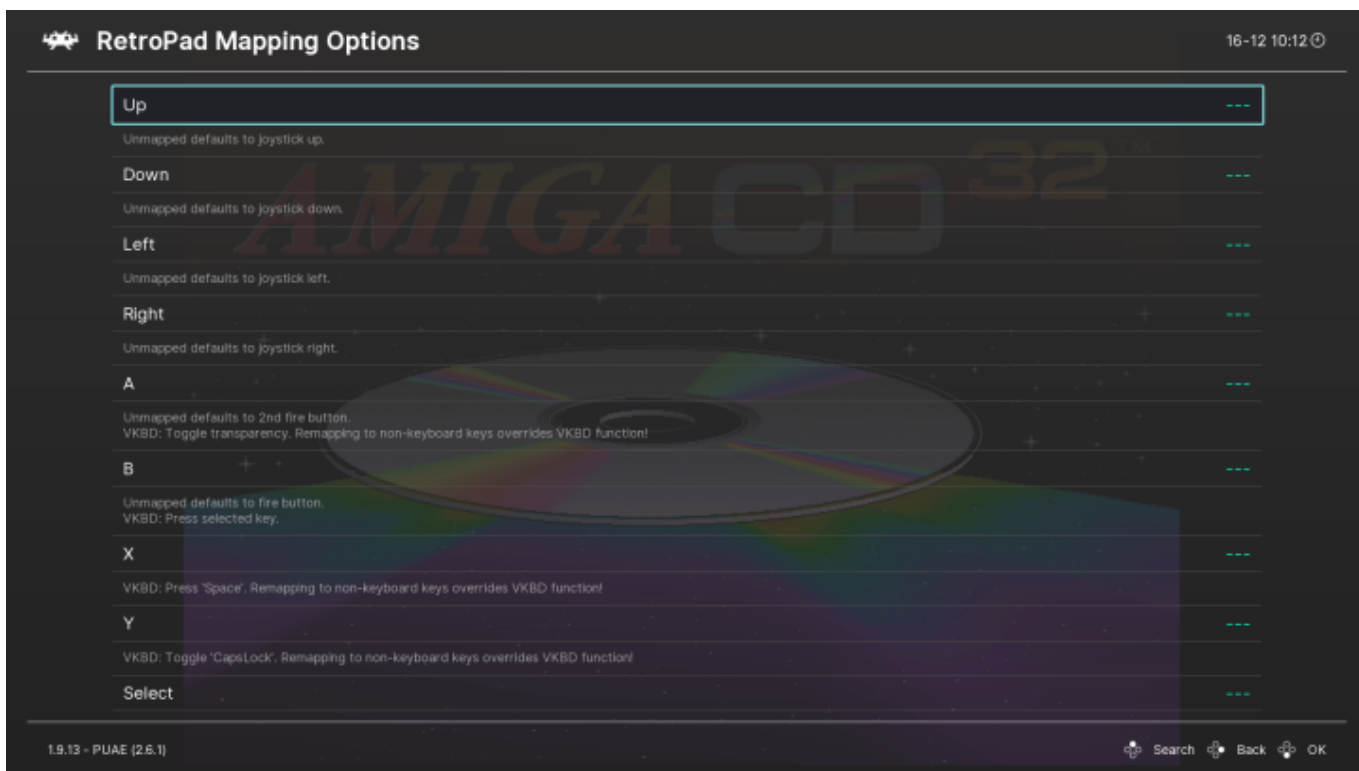 RetroPad Mapping Options
16-12 10:12
Up ---
Unmapped defaults to joystick up.
Down ---
Unmapped defaults to joystick down.
Left ---
Unmapped defaults to joystick left.
Right ---
Unmapped defaults to joystick right.
A ---
Unmapped defaults to 2nd fire button.
VKBD: Toggle transparency. Remapping to non-keyboard keys overrides VKBD function!
B ---
Unmapped defaults to fire button.
VKBD: Press selected key.
X ---
VKBD: Press 'Space'. Remapping to non-keyboard keys overrides VKBD function!
Y ---
VKBD: Toggle 'CapsLock'. Remapping to non-keyboard keys overrides VKBD function!
Select ---
AMIGA CD32 TM
1.9.13 - PUAE (2.6.1)
Search Back OK